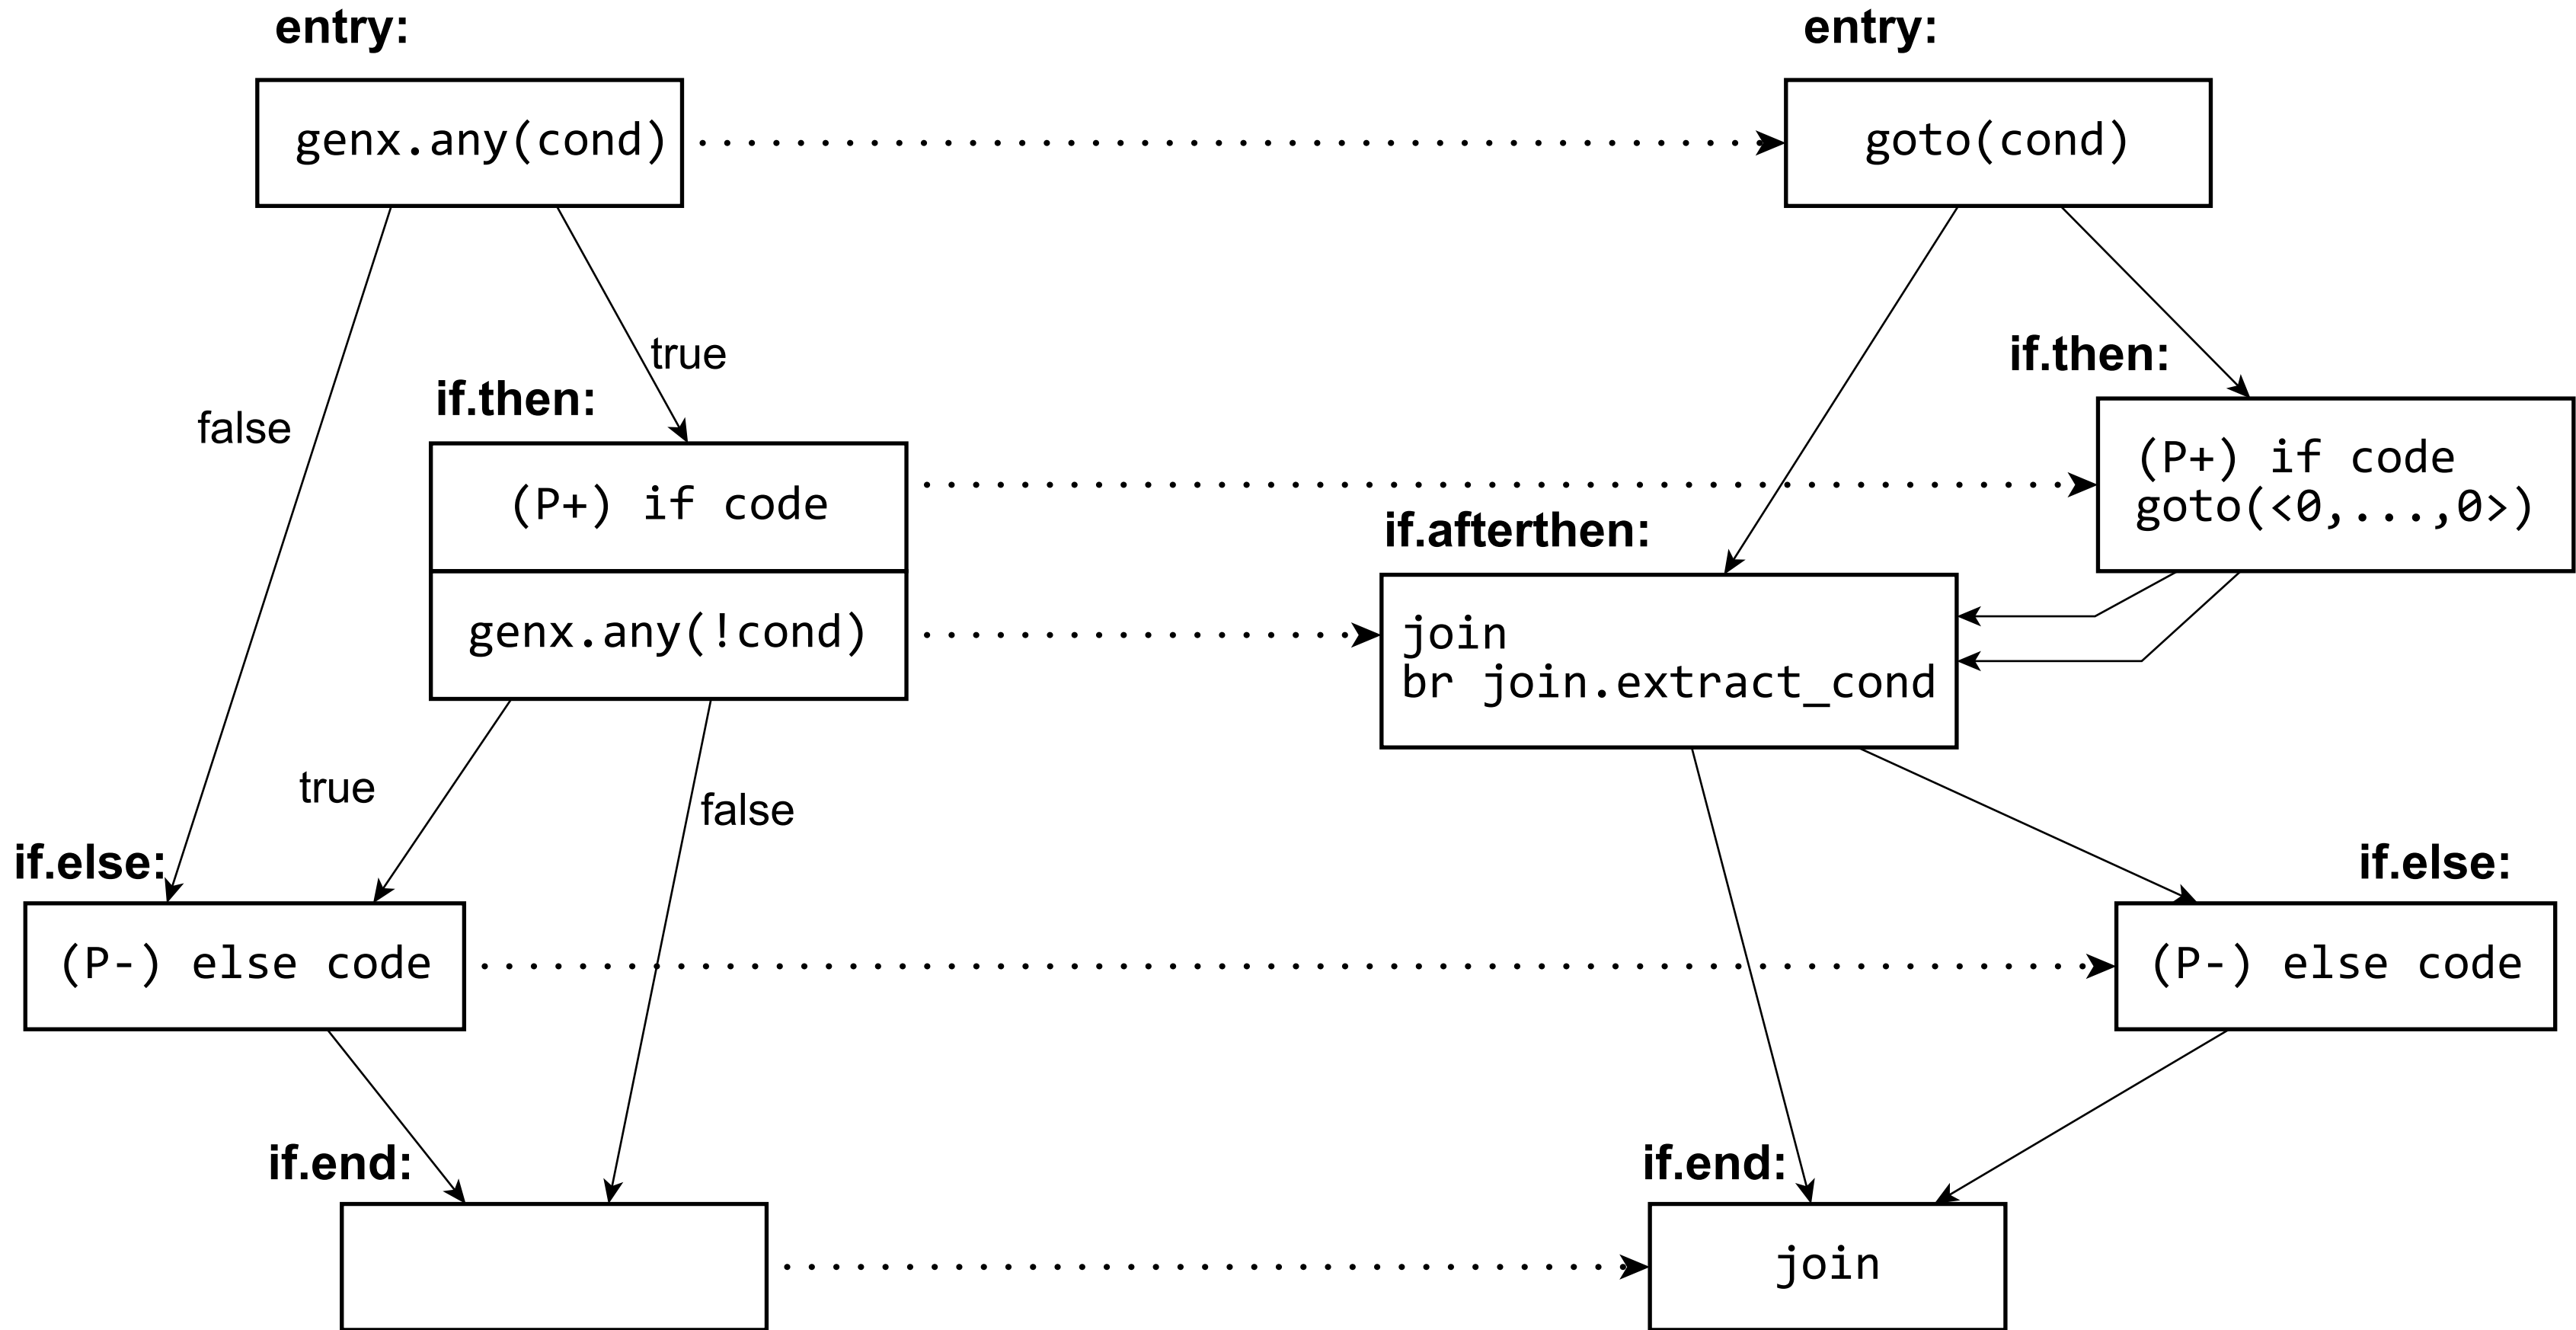 entry:
genx.any(cond)
true
false
if.then:
(P+) if code
genx.any(!cond)
true
false
if.else:
(P-) else code
if.end:
entry:
goto(cond)
if.then:
(P+) if code
goto(<0,...,0>)
if.afterthen:
join
br join.extract_cond
if.else:
(P-) else code
if.end:
join